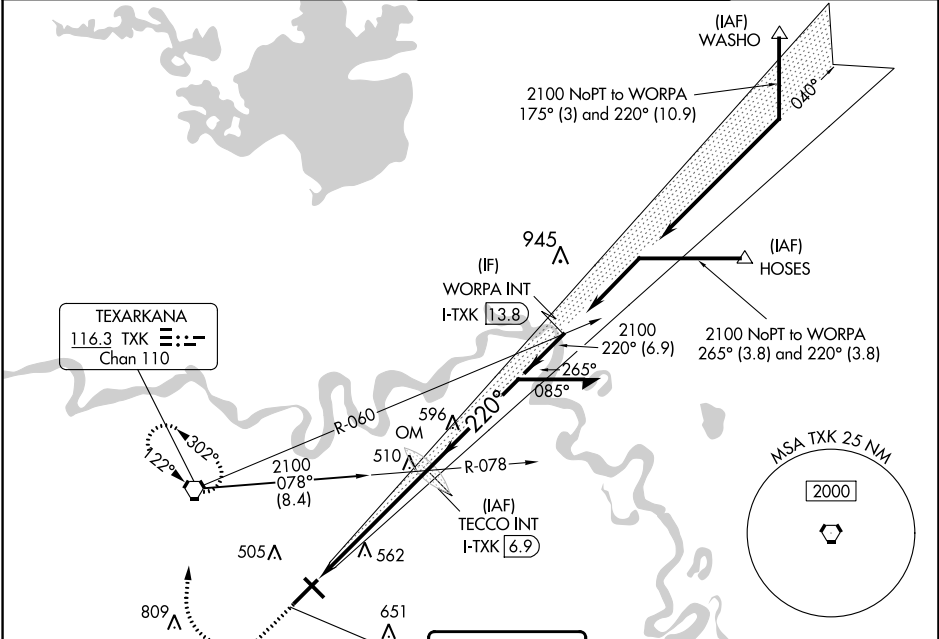 (IAF)
WASHO
2100 NoPT to WORPA
175° (3) and 220° (10.9)
040°
945
(IAF)
HOSES
(IF)
WORPA INT
I-TXK 13.8
2100
220° (6.9)
2100 NoPT to WORPA
265° (3.8) and 220° (3.8)
TEXARKANA
116.3 TXK
Chan 110
265°
085°
220°
R-060
596
OM
510
R-078
302°
122°
2100
078°
(8.4)
(IAF)
TECCO INT
I-TXK 6.9
MSA TXK 25 NM
2000
505
562
809
651